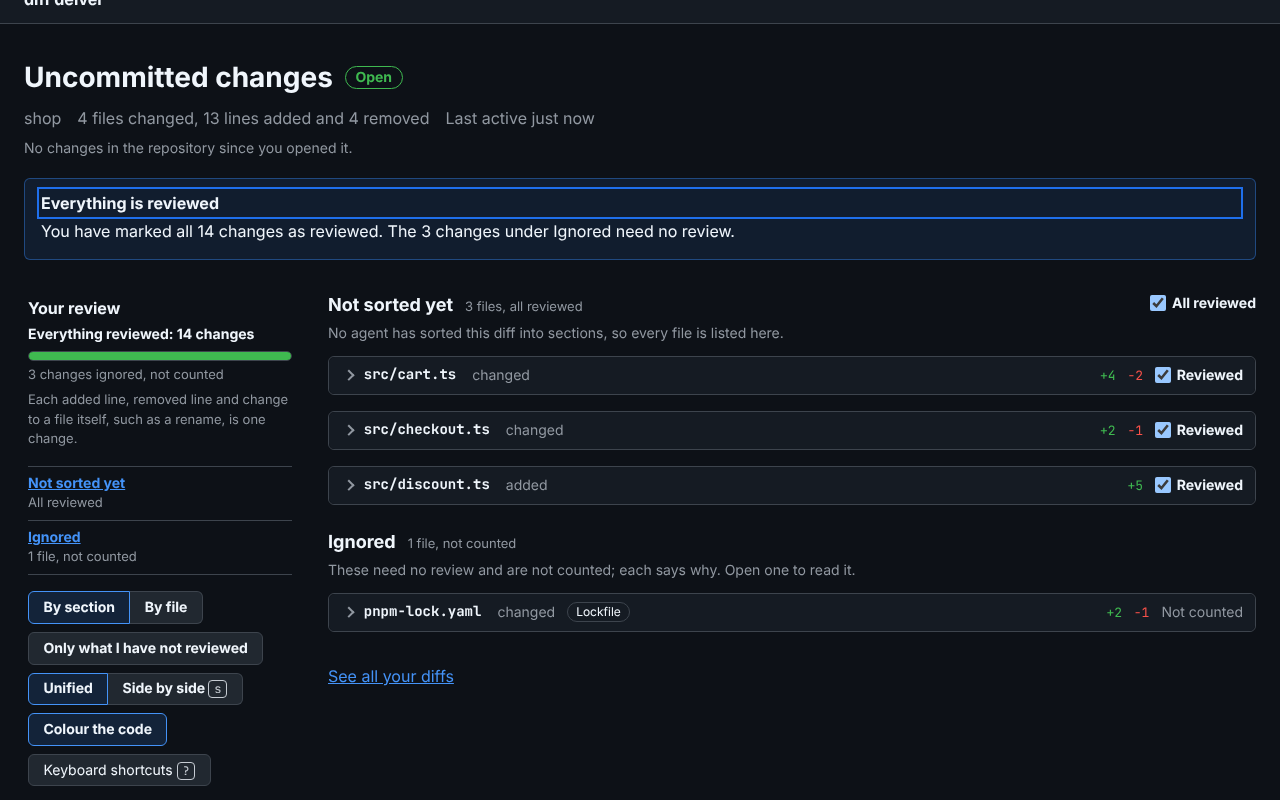 diff delver
Uncommitted changes Open
shop 4 files changed, 13 lines added and 4 removed Last active just now
No changes in the repository since you opened it.
Everything is reviewed
You have marked all 14 changes as reviewed. The 3 changes under Ignored need no review.
Your review
Everything reviewed: 14 changes
3 changes ignored, not counted
Each added line, removed line and change
to a file itself, such as a rename, is one
change.
Not sorted yet
All reviewed
Ignored
1 file, not counted
By section By file
Only what I have not reviewed
Unified Side by side s
Colour the code
Keyboard shortcuts ?
Not sorted yet 3 files, all reviewed All reviewed
No agent has sorted this diff into sections, so every file is listed here.
src/cart.ts changed +4 -2 Reviewed
src/checkout.ts changed +2 -1 Reviewed
src/discount.ts added +5 Reviewed
Ignored 1 file, not counted
These need no review and are not counted; each says why. Open one to read it.
pnpm-lock.yaml changed Lockfile +2 -1 Not counted
See all your diffs